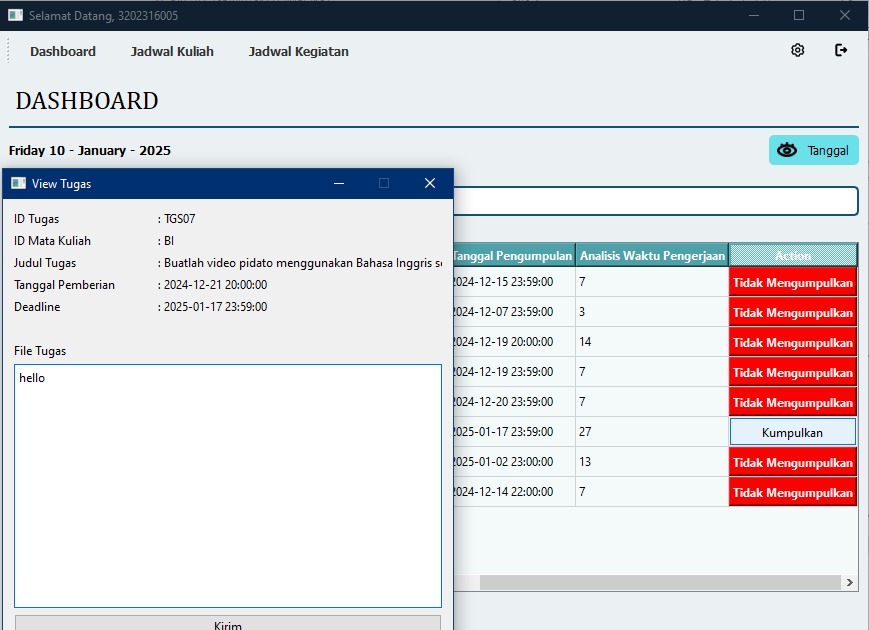 Selamat Datang, 3202316005
Dashboard Jadwal Kuliah Jadwal Kegiatan
DASHBOARD
Friday 10 - January - 2025
Tanggal
View Tugas
ID Tugas : TGS07
ID Mata Kuliah : BI
Judul Tugas : Buatlah video pidato menggunakan Bahasa Inggris
Tanggal Pemberian : 2024-12-21 20:00:00
Deadline : 2025-01-17 23:59:00
File Tugas
hello
Kirim
Tanggal Pengumpulan Analisis Waktu Pengerjaan Action
2024-12-15 23:59:00 7 Tidak Mengumpulkan
2024-12-07 23:59:00 3 Tidak Mengumpulkan
2024-12-19 20:00:00 14 Tidak Mengumpulkan
2024-12-19 23:59:00 7 Tidak Mengumpulkan
2024-12-20 23:59:00 7 Tidak Mengumpulkan
2025-01-17 23:59:00 27 Kumpulkan
2025-01-02 23:00:00 13 Tidak Mengumpulkan
2024-12-14 22:00:00 7 Tidak Mengumpulkan